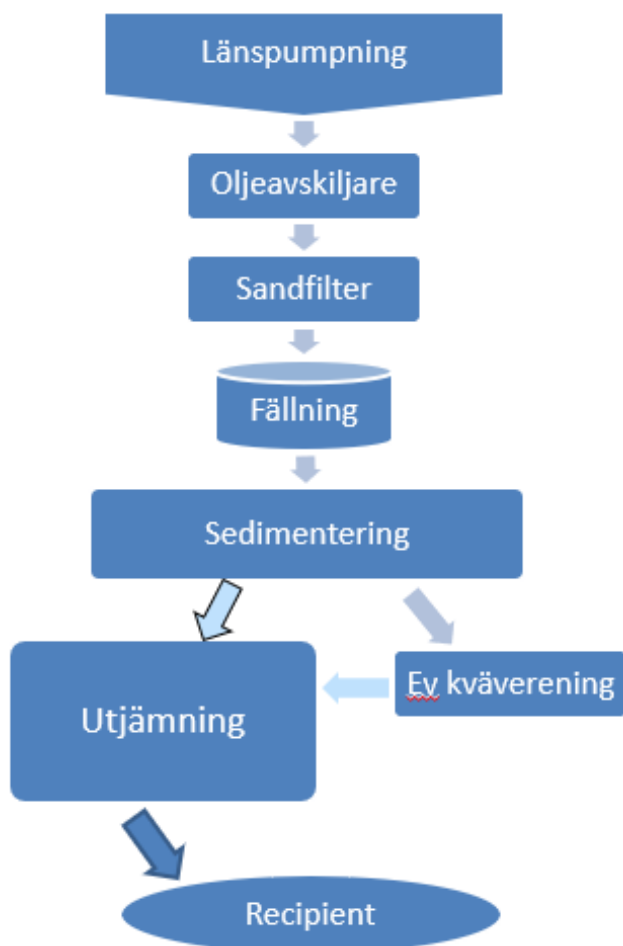 Länspumpning
Oljeavskiljare
Sandfilter
Fällning
Sedimentering
Utjämning
Ev kväverening
Recipient